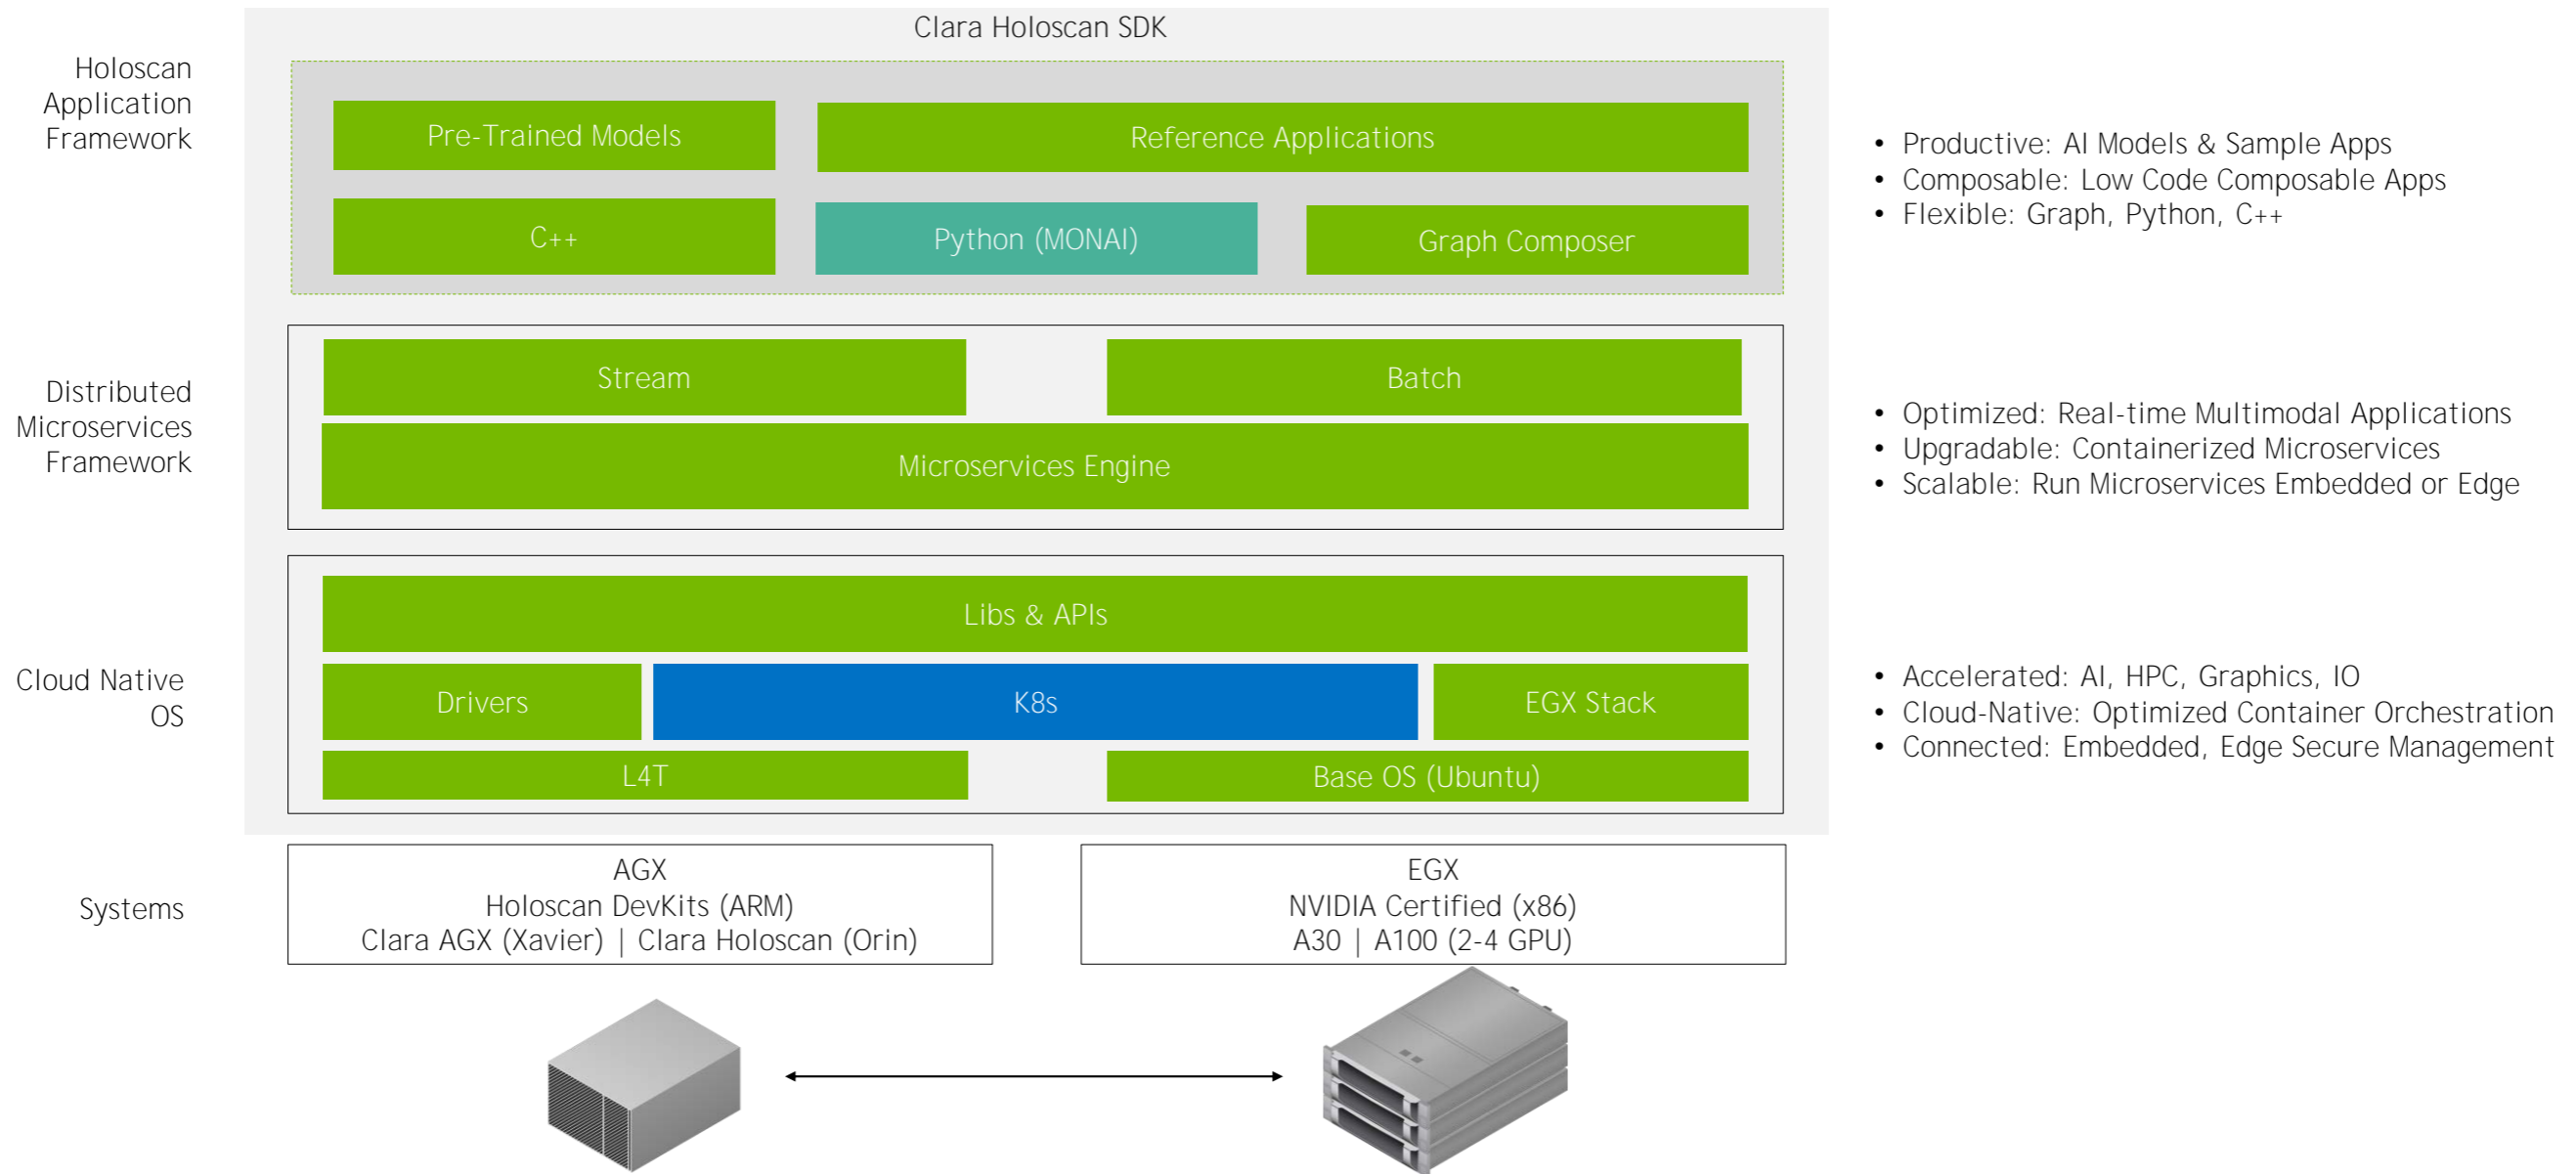 Clara Holoscan SDK
Holoscan
Application
Framework
Pre-Trained Models
Reference Applications
C++
Python (MONAI)
Graph Composer
• Productive: AI Models & Sample Apps
• Composable: Low Code Composable Apps
• Flexible: Graph, Python, C++
Distributed
Microservices
Framework
Stream
Batch
Microservices Engine
• Optimized: Real-time Multimodal Applications
• Upgradable: Containerized Microservices
• Scalable: Run Microservices Embedded or Edge
Cloud Native
OS
Libs & APIs
Drivers
K8s
EGX Stack
L4T
Base OS (Ubuntu)
• Accelerated: AI, HPC, Graphics, IO
• Cloud-Native: Optimized Container Orchestration
• Connected: Embedded, Edge Secure Management
Systems
AGX
Holoscan DevKits (ARM)
Clara AGX (Xavier) | Clara Holoscan (Orin)
EGX
NVIDIA Certified (x86)
A30 | A100 (2-4 GPU)